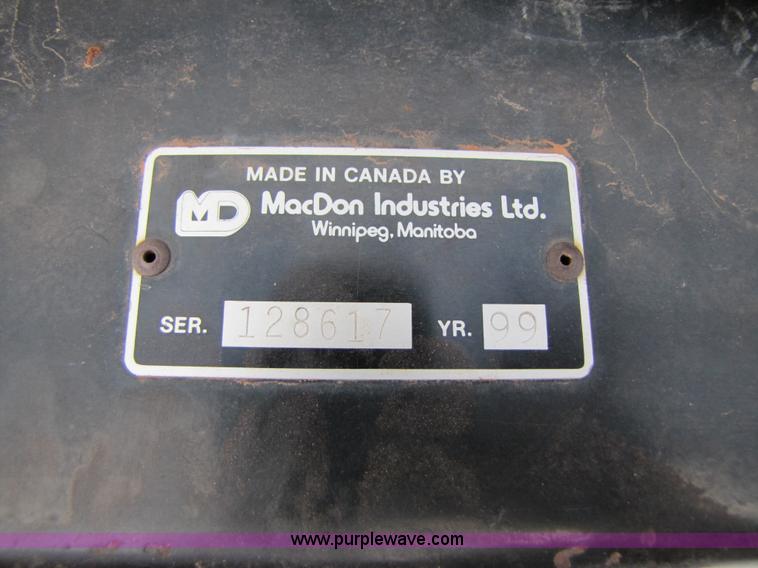 MADE IN CANADA BY
MD MacDon Industries Ltd.
Winnipeg, Manitoba
SER. 128617 YR. 99
www.purplewave.com